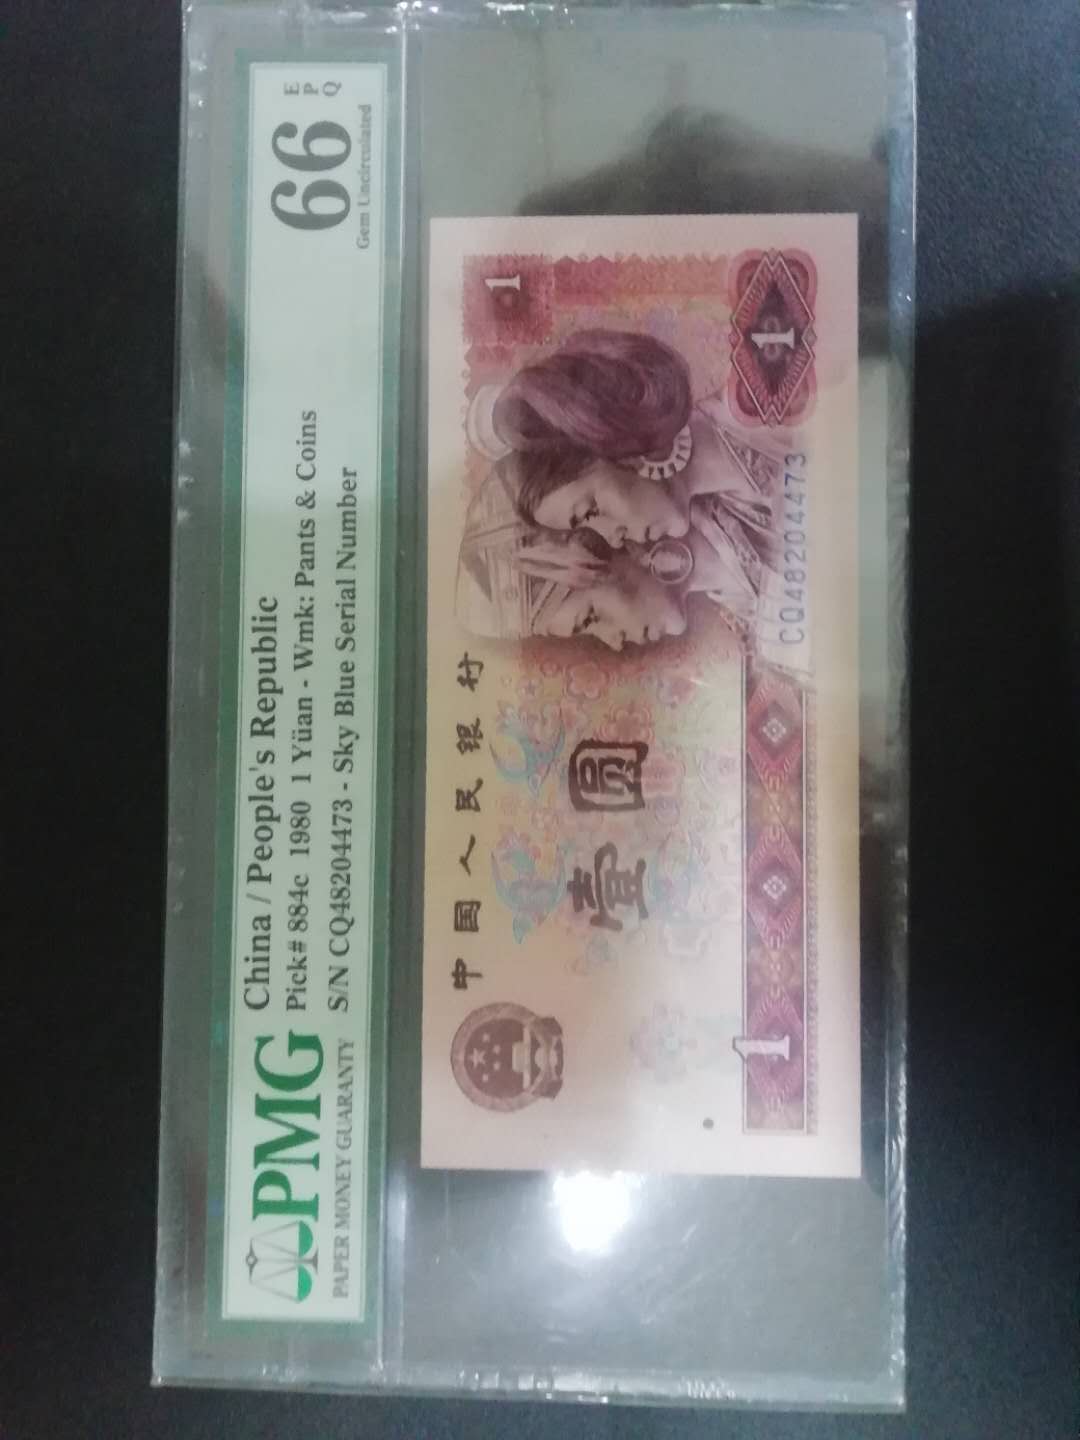 PMG
PAPER MONEY GUARANTY
China / People's Republic
Pick# 884c 1980 1 Yüan - Wmk: Pants & Coins
S/N CQ48204473 - Sky Blue Serial Number
66
EPQ
Gem Uncirculated
中国人民银行
壹圆
1
1
1
CQ48204473